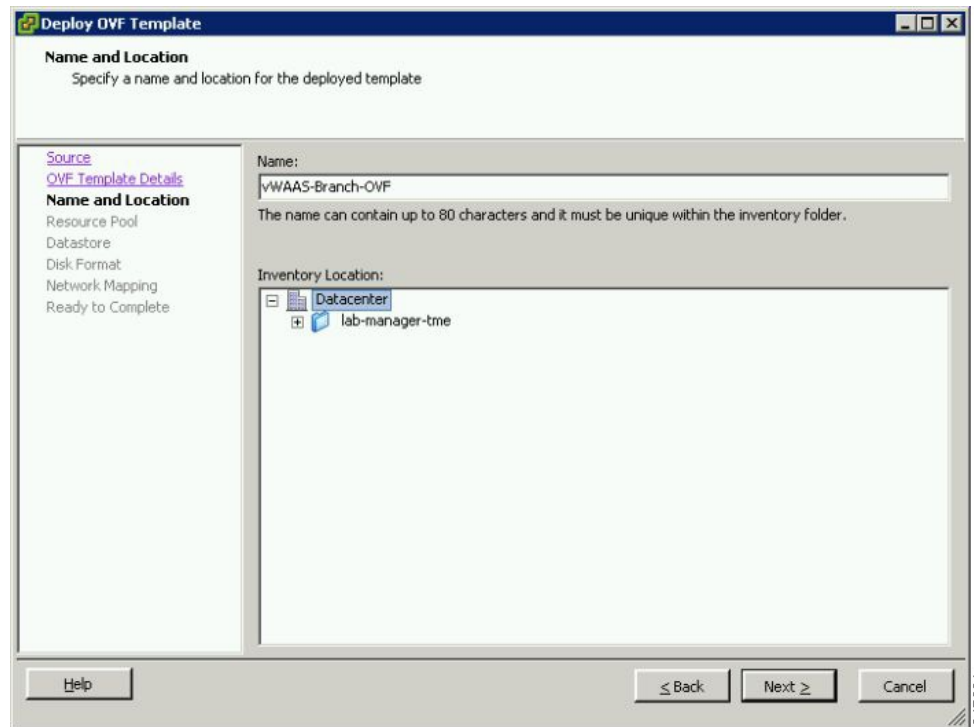 Deploy OVF Template
Name and Location
Specify a name and location for the deployed template
Source
OVF Template Details
Name and Location
Resource Pool
Datastore
Disk Format
Network Mapping
Ready to Complete
Name:
vWAAS-Branch-OVF
The name can contain up to 80 characters and it must be unique within the inventory folder.
Inventory Location:
Datacenter
lab-manager-tme
Help
≤ Back
Next ≥
Cancel